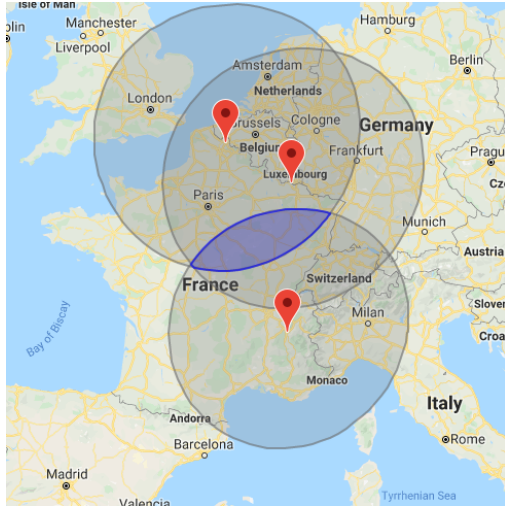 Isle of Man
Manchester
Liverpool
Hamburg
Amsterdam
Berlin
Netherlands
London
Brussels
Cologne
Germany
Belgium
Frankfurt
Luxembourg
Paris
Munich
Austria
Switzerland
France
Milan
Bay of Biscay
Monaco
Italy
Andorra
Barcelona
Rome
Madrid
Tyrrhenian Sea
Valencia